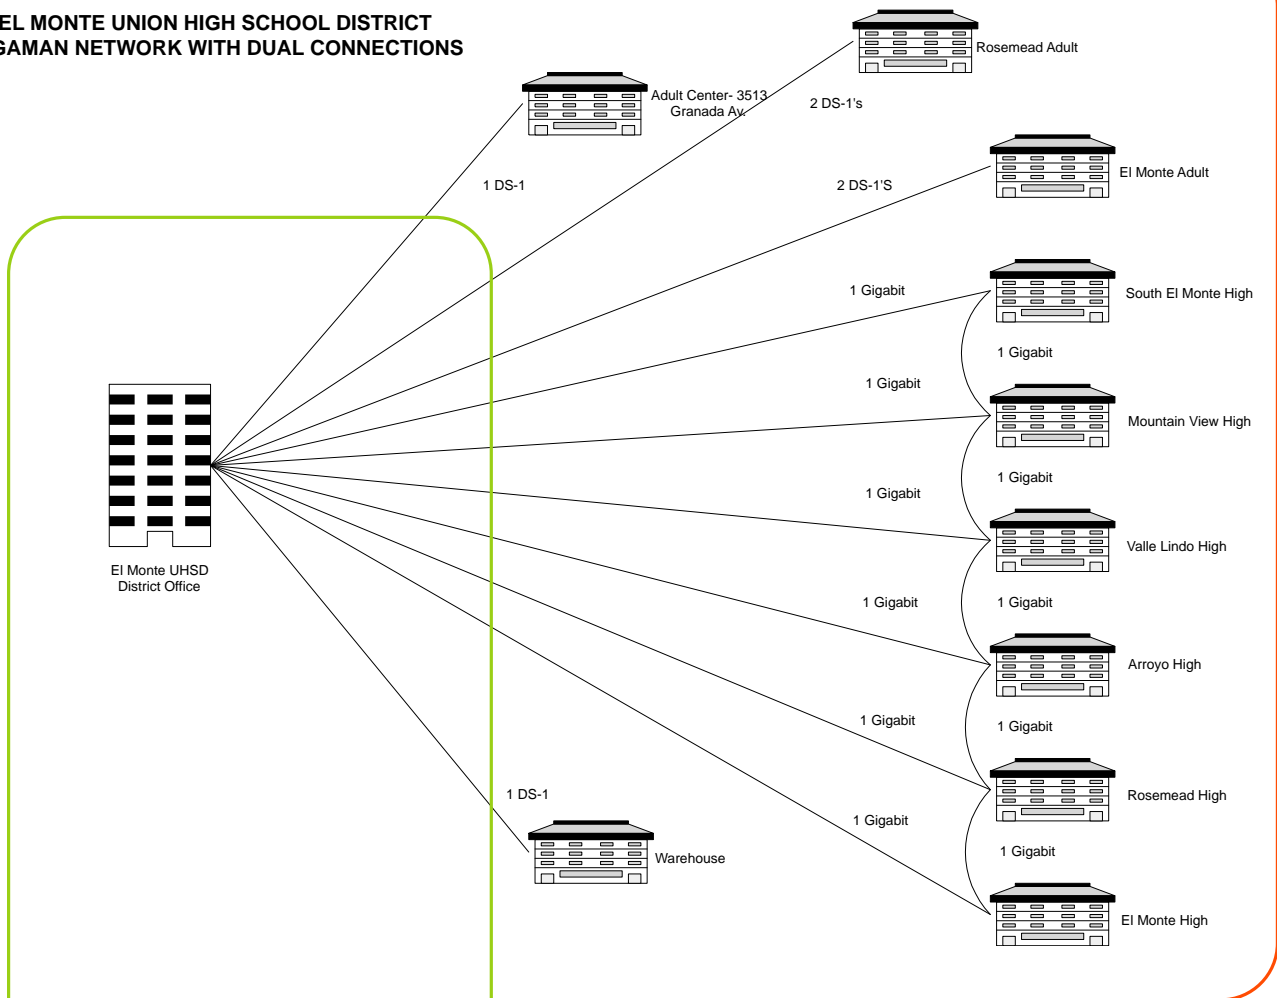 EL MONTE UNION HIGH SCHOOL DISTRICT
GAMAN NETWORK WITH DUAL CONNECTIONS
Rosemead Adult
Adult Center- 3513
Granada Av.
2 DS-1's
El Monte Adult
1 DS-1
2 DS-1'S
1 Gigabit
South El Monte High
1 Gigabit
1 Gigabit
Mountain View High
1 Gigabit
1 Gigabit
Valle Lindo High
El Monte UHSD
District Office
1 Gigabit
1 Gigabit
Arroyo High
1 Gigabit
1 Gigabit
Rosemead High
1 DS-1
1 Gigabit
1 Gigabit
Warehouse
El Monte High